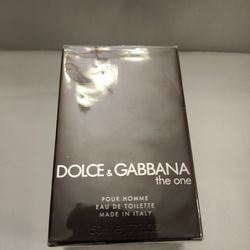 DOLCE & GABBANA
the one
POUR HOMME
EAU DE TOILETTE
MADE IN ITALY